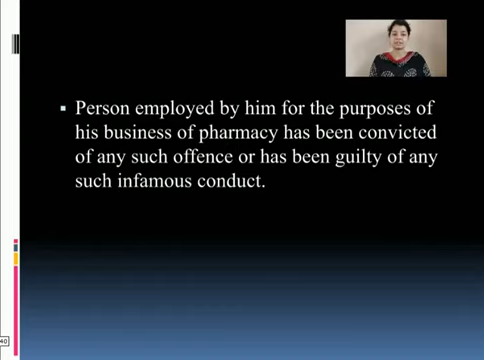 ▪ Person employed by him for the purposes of
his business of pharmacy has been convicted
of any such offence or has been guilty of any
such infamous conduct.
40